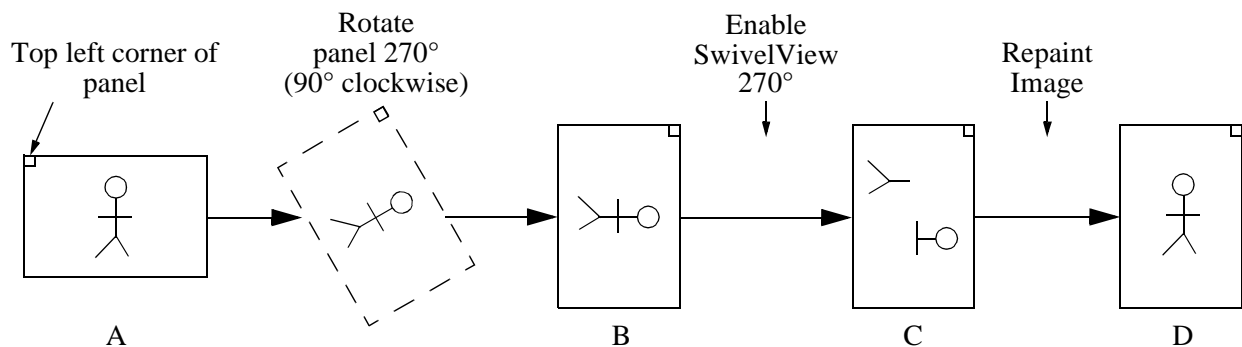 Top left corner of
panel
Rotate
panel 270°
(90° clockwise)
Enable
SwivelView
270°
Repaint
Image
A
B
C
D